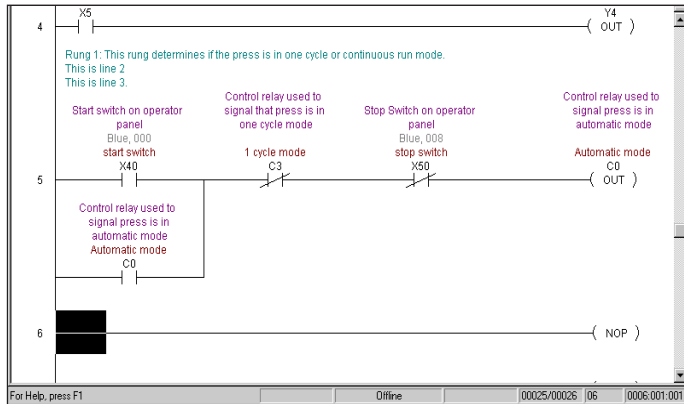 X5 Y4
4 OUT
Rung 1: This rung determines if the press is in one cycle or continuous run mode.
This is line 2
This is line 3.
Start switch on operator
panel
Blue, 000
start switch
X40
Control relay used to
signal that press is in
one cycle mode
1 cycle mode
C3
Stop Switch on operator
panel
Blue, 008
stop switch
X50
Control relay used to
signal press is in
automatic mode
Automatic mode
C0
5 OUT
Control relay used to
signal press is in
automatic mode
Automatic mode
C0
6 NOP
For Help, press F1 Offline 00025/00026 06 0006:001:001